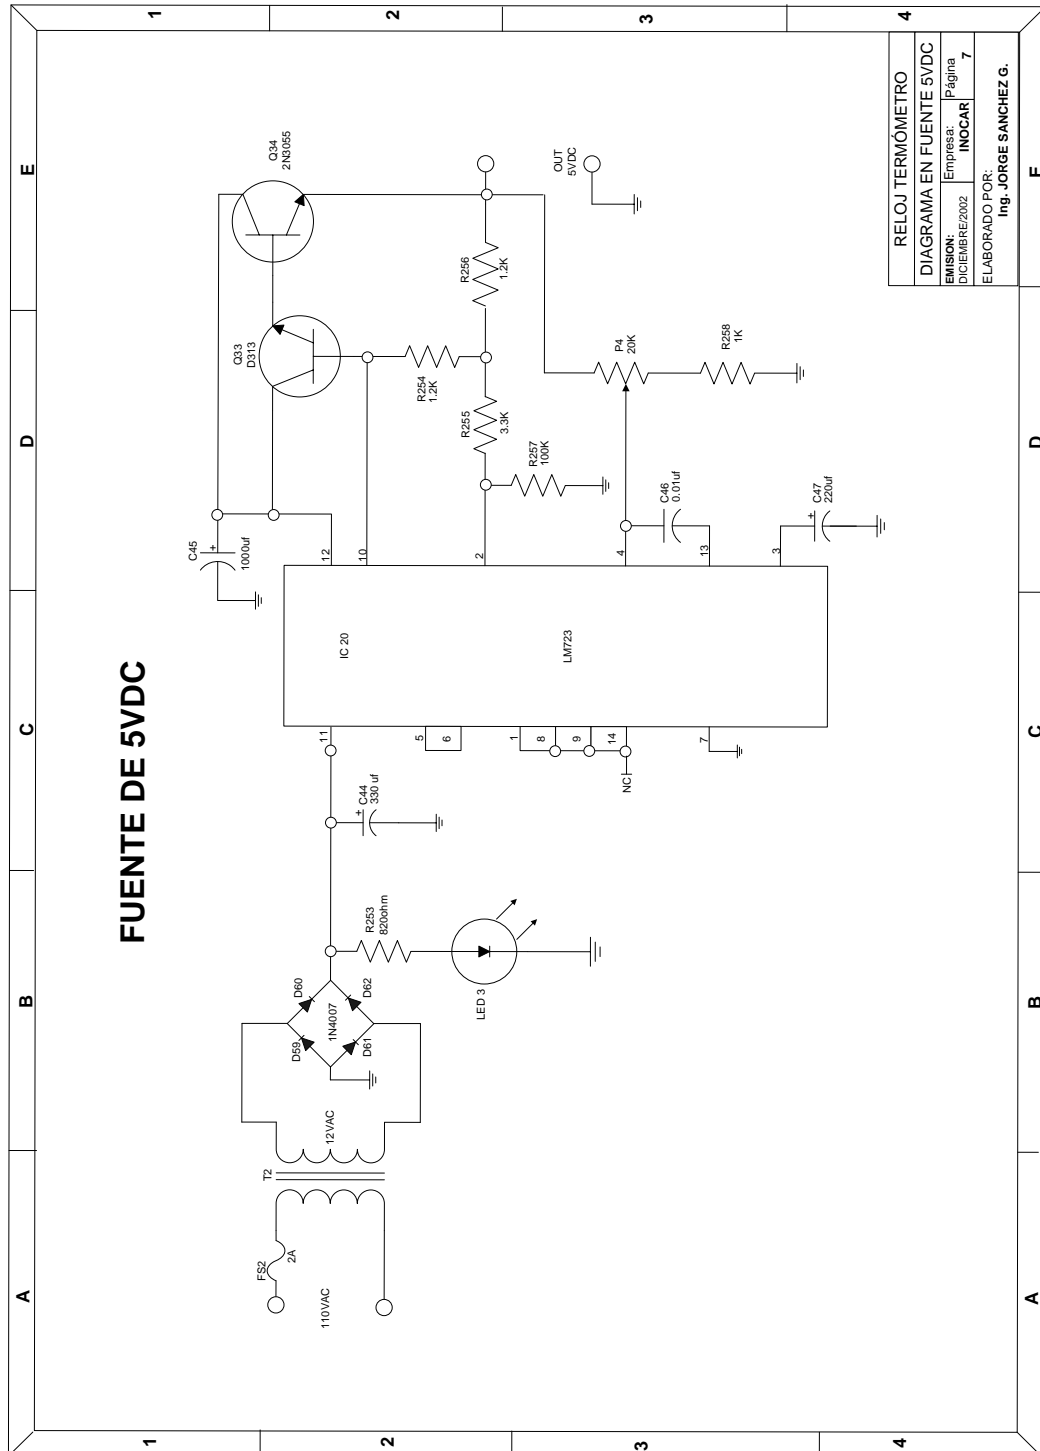 FUENTE DE 5VDC
A
B
C
D
E
1
2
3
4
1
2
3
4
A
B
C
D
E
FS2
2A
110VAC
T2
12VAC
D59
D60
1N4007
D61
D62
R253
820ohm
LED 3
+
C44
330 uf
11
5
6
1
8
9
14
NC
7
IC 20
LM723
12
10
2
4
13
3
C45
+
1000uf
Q33
D313
Q34
2N3055
R254
1.2K
R255
3.3K
R256
1.2K
R257
100K
C46
0.01uf
+
C47
220uf
P4
20K
R258
1K
OUT
5VDC
RELOJ TERMÓMETRO
DIAGRAMA EN FUENTE 5VDC
EMISION:
DICIEMBRE/2002
Empresa:
INOCAR
Página
7
ELABORADO POR:
Ing. JORGE SANCHEZ G.